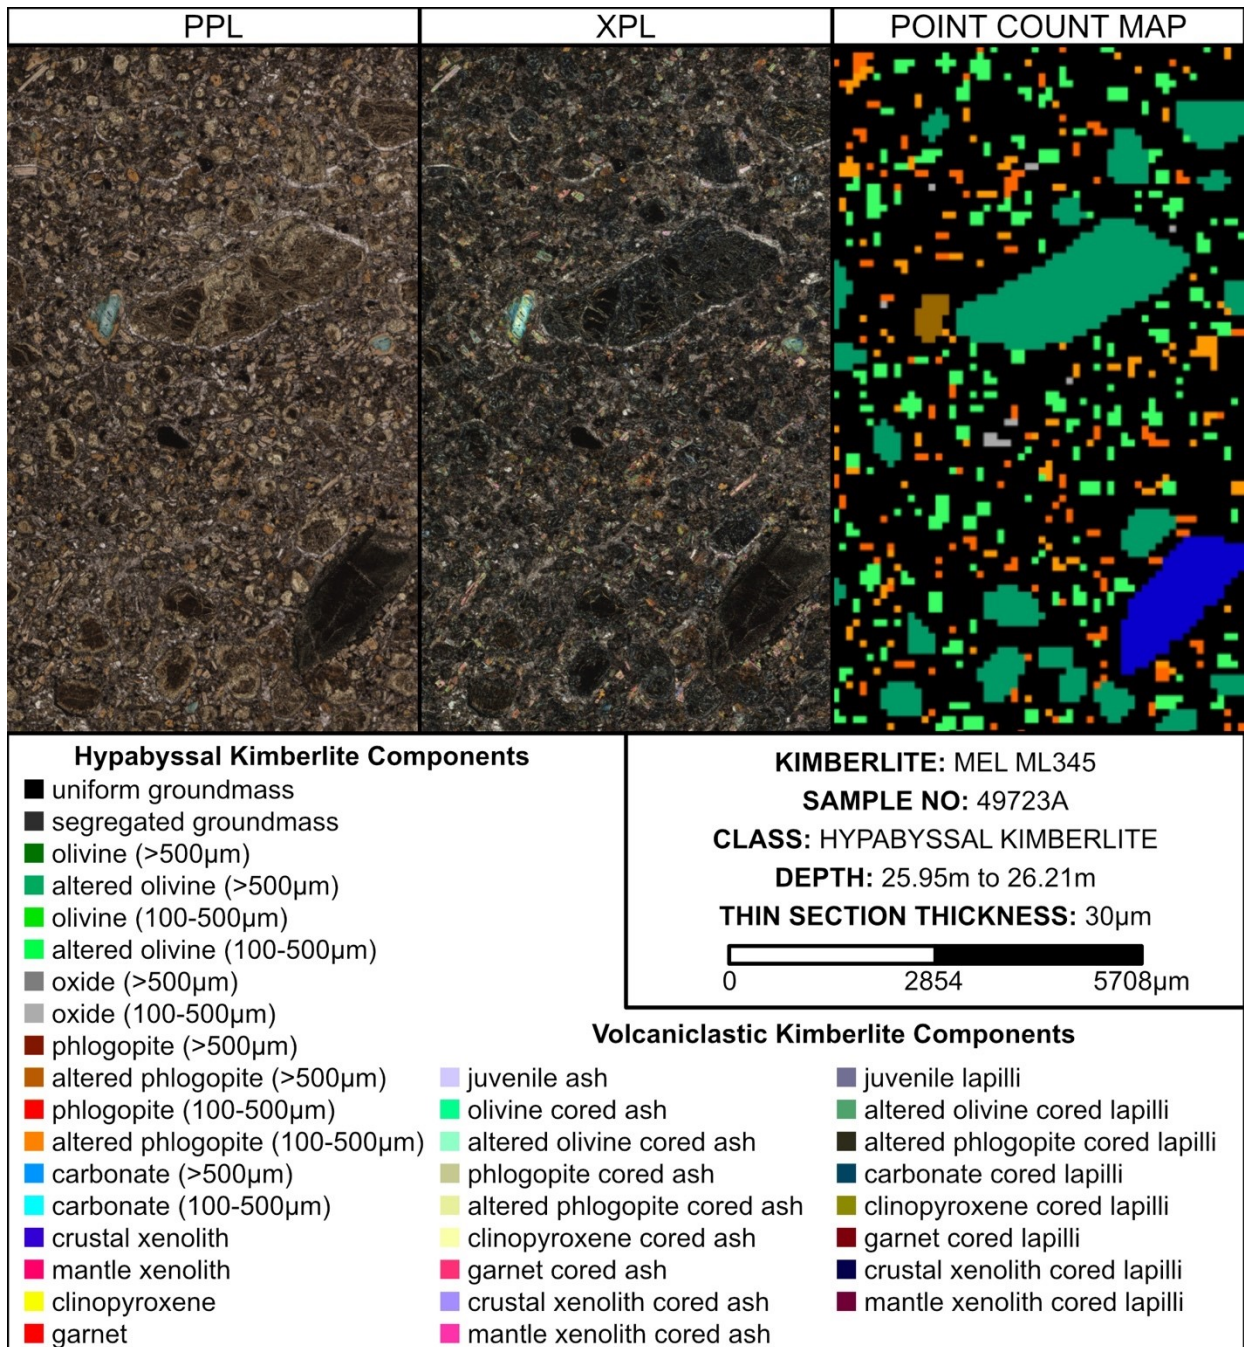 PPL
XPL
POINT COUNT MAP
Hypabyssal Kimberlite Components
uniform groundmass
segregated groundmass
olivine (>500µm)
altered olivine (>500µm)
olivine (100-500µm)
altered olivine (100-500µm)
oxide (>500µm)
oxide (100-500µm)
phlogopite (>500µm)
altered phlogopite (>500µm)
phlogopite (100-500µm)
altered phlogopite (100-500µm)
carbonate (>500µm)
carbonate (100-500µm)
crustal xenolith
mantle xenolith
clinopyroxene
garnet
KIMBERLITE: MEL ML345
SAMPLE NO: 49723A
CLASS: HYPABYSSAL KIMBERLITE
DEPTH: 25.95m to 26.21m
THIN SECTION THICKNESS: 30µm
0 2854 5708µm
Volcaniclastic Kimberlite Components
juvenile ash
olivine cored ash
altered olivine cored ash
phlogopite cored ash
altered phlogopite cored ash
clinopyroxene cored ash
garnet cored ash
crustal xenolith cored ash
mantle xenolith cored ash
juvenile lapilli
altered olivine cored lapilli
altered phlogopite cored lapilli
carbonate cored lapilli
clinopyroxene cored lapilli
garnet cored lapilli
crustal xenolith cored lapilli
mantle xenolith cored lapilli